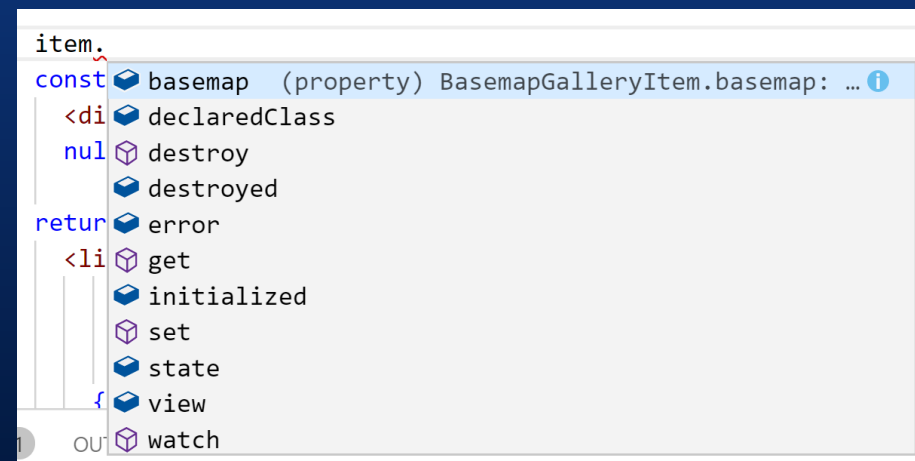 item.
const basemap (property) BasemapGalleryItem.basemap: …
<di declaredClass
nul destroy
destroyed
retur error
<li get
initialized
set
state
{ view
1 OUT watch